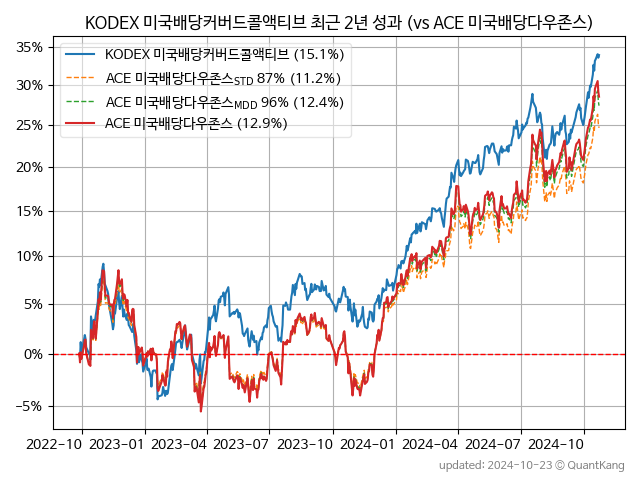 KODEX 미국배당커버드콜액티브 최근 2년 성과 (vs ACE 미국배당다우존스)
KODEX 미국배당커버드콜액티브 (15.1%)
ACE 미국배당다우존스STD 87% (11.2%)
ACE 미국배당다우존스MDD 96% (12.4%)
ACE 미국배당다우존스 (12.9%)
35%
30%
25%
20%
15%
10%
5%
0%
−5%
2022-10 2023-01 2023-04 2023-07 2023-10 2024-01 2024-04 2024-07 2024-10
updated: 2024-10-23 ⓒ QuantKang